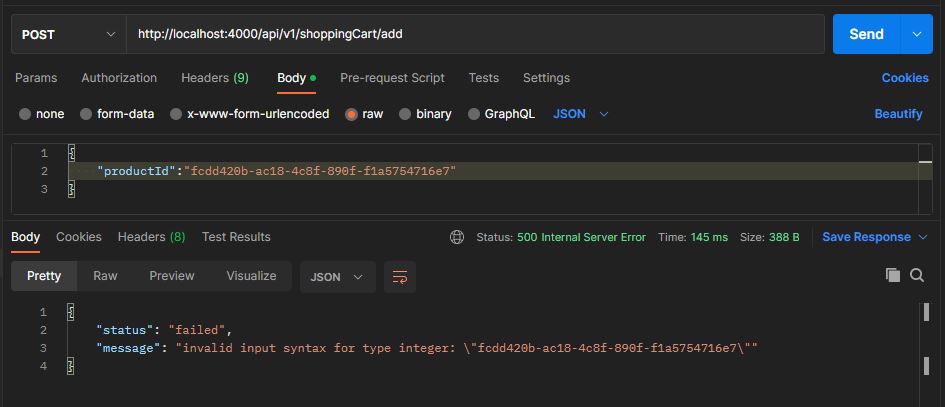 POST
http://localhost:4000/api/v1/shoppingCart/add
Send
Params Authorization Headers (9) Body Pre-request Script Tests Settings Cookies
none form-data x-www-form-urlencoded raw binary GraphQL JSON Beautify
1 {
2 "productId":"fcdd420b-ac18-4c8f-890f-f1a5754716e7"
3 }
Body Cookies Headers (8) Test Results Status: 500 Internal Server Error Time: 145 ms Size: 388 B Save Response
Pretty Raw Preview Visualize JSON
1 {
2 "status": "failed",
3 "message": "invalid input syntax for type integer: \"fcdd420b-ac18-4c8f-890f-f1a5754716e7\""
4 }